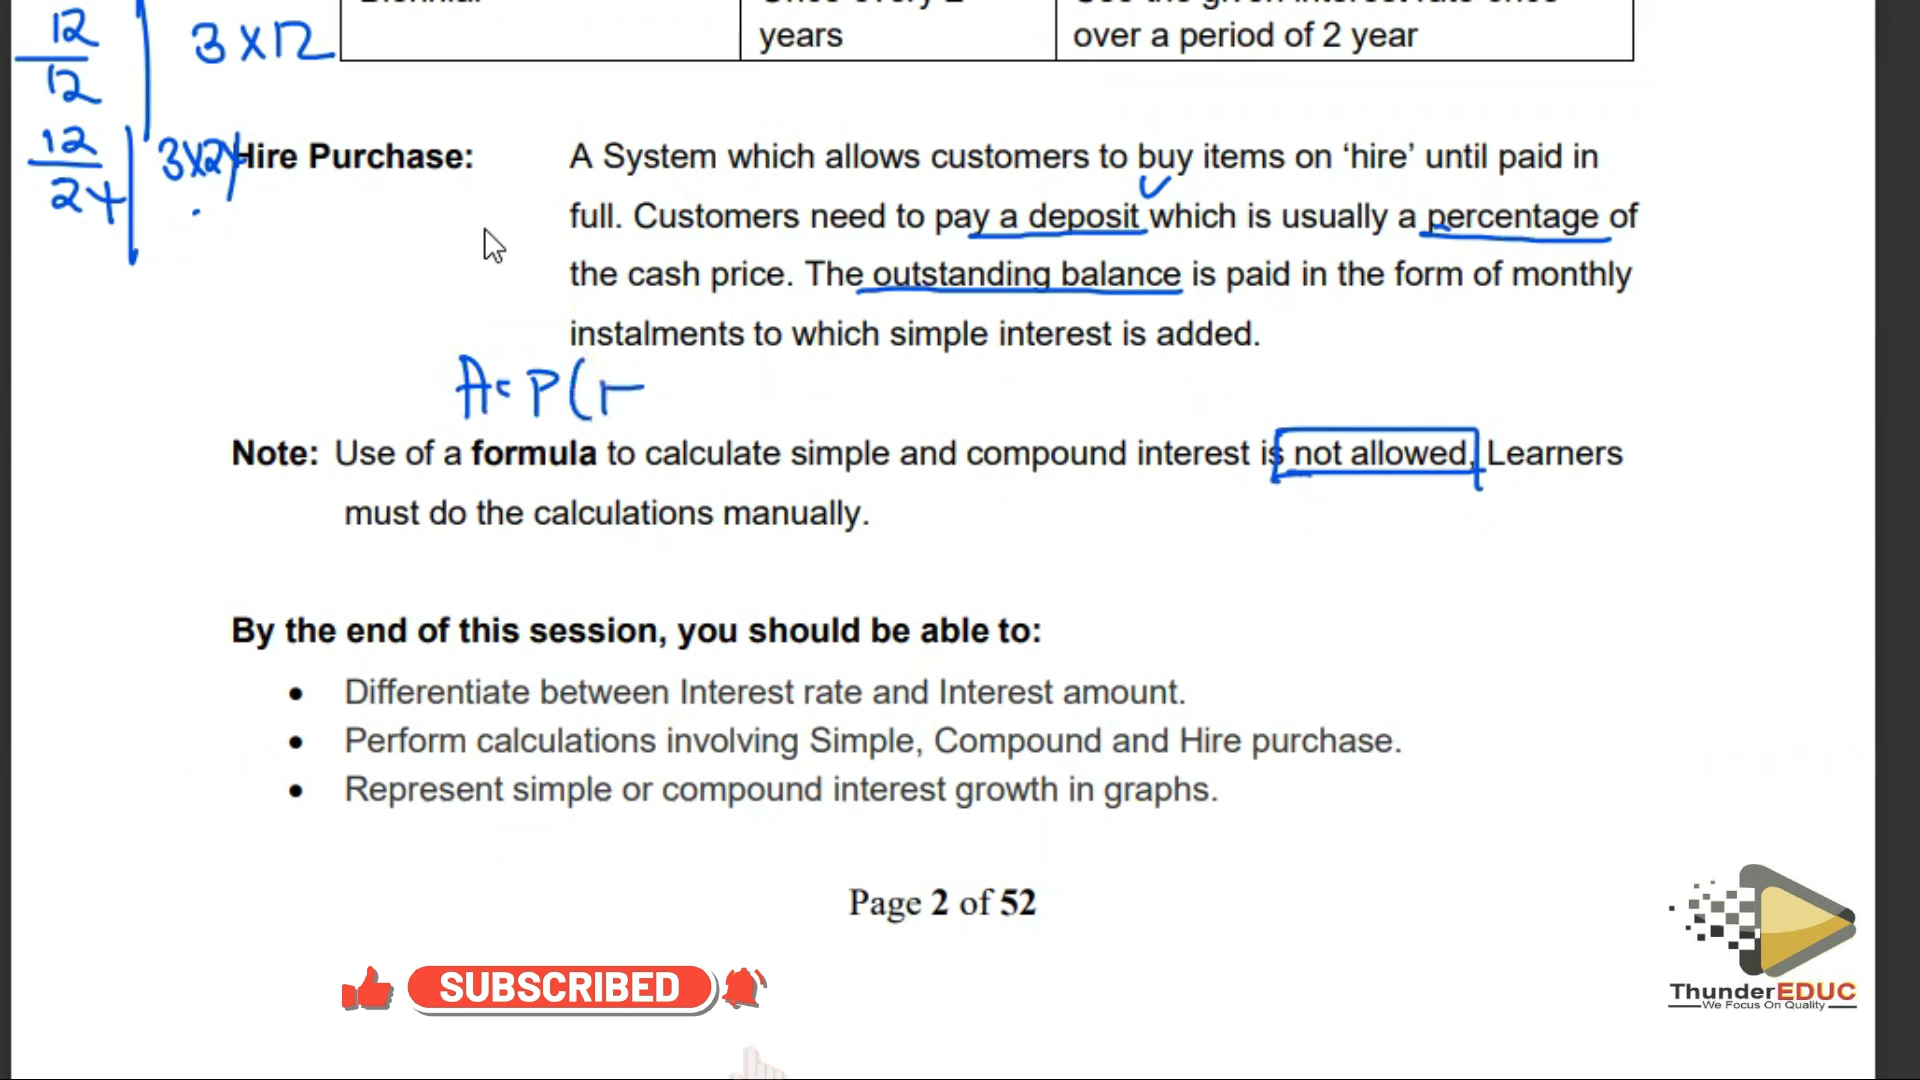 12
12
3 x 12
years
over a period of 2 year
12
24
3x24
Hire Purchase:
A System which allows customers to buy items on ‘hire’ until paid in
full. Customers need to pay a deposit which is usually a percentage of
the cash price. The outstanding balance is paid in the form of monthly
instalments to which simple interest is added.
A= P(1
Note: Use of a formula to calculate simple and compound interest is not allowed, Learners
must do the calculations manually.
By the end of this session, you should be able to:
• Differentiate between Interest rate and Interest amount.
• Perform calculations involving Simple, Compound and Hire purchase.
• Represent simple or compound interest growth in graphs.
Page 2 of 52
SUBSCRIBED
ThunderEDUC
We Focus On Quality